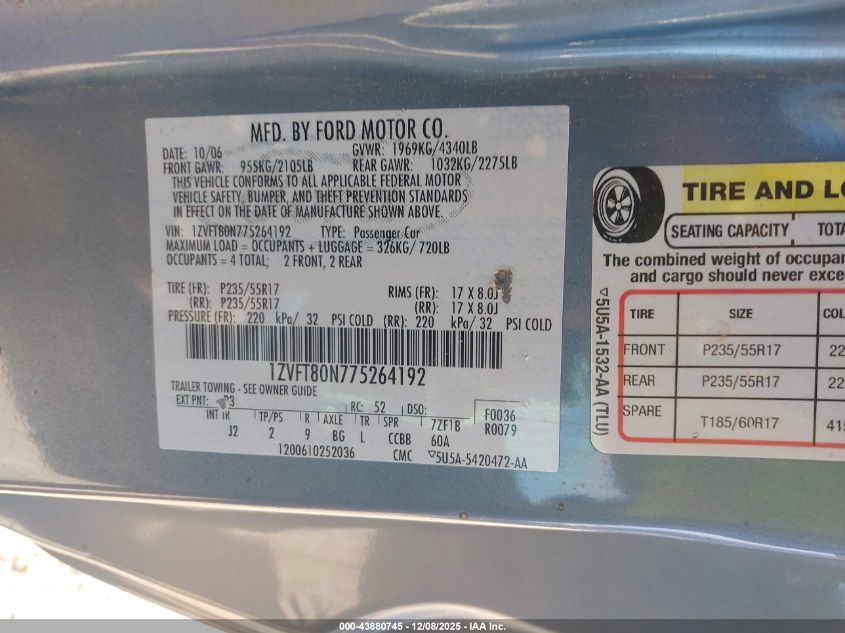 MFD. BY FORD MOTOR CO.
DATE: 10/06 GVWR: 1969KG/4340LB
FRONT GAWR: 955KG/2105LB REAR GAWR: 1032KG/2275LB
THIS VEHICLE CONFORMS TO ALL APPLICABLE FEDERAL MOTOR
VEHICLE SAFETY, BUMPER, AND THEFT PREVENTION STANDARDS
IN EFFECT ON THE DATE OF MANUFACTURE SHOWN ABOVE.
VIN: 1ZVFT80N775264192 TYPE: Passenger Car
MAXIMUM LOAD = OCCUPANTS + LUGGAGE = 326KG/ 720LB
OCCUPANTS = 4 TOTAL; 2 FRONT, 2 REAR
TIRE (FR): P235/55R17 RIMS (FR): 17 X 8.0J
(RR): P235/55R17 (RR): 17 X 8.0J
PRESSURE (FR): 220 kPa/ 32 PSI COLD (RR): 220 kPa/ 32 PSI COLD
1ZVFT80N775264192
TRAILER TOWING - SEE OWNER GUIDE
EXT PNT: P3 RC: 52 DSO: F0036
INT TR TP/PS R AXLE TR SPR 7ZF1B R0079
J2 2 9 BG L CCBB 60A
1200610252036 CMC ▽5U5A-5420472-AA
TIRE AND LO
SEATING CAPACITY TOTA
The combined weight of occupan
and cargo should never exce
TIRE SIZE COL
FRONT P235/55R17 22
REAR P235/55R17 22
SPARE T185/60R17 415
▽5U5A-1532-AA (TLU)
000-43880745 - 12/08/2025 - IAA Inc.